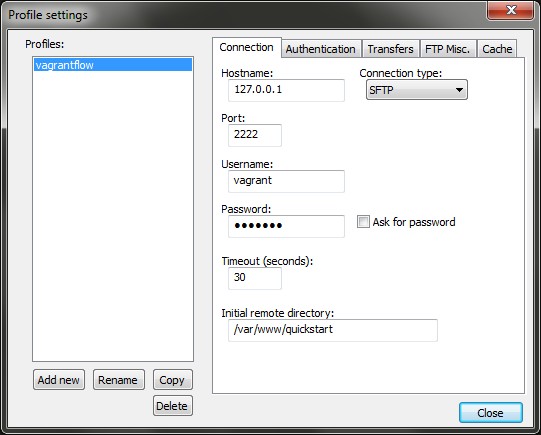 Profile settings
Profiles:
vagrantflow
Add new
Rename
Copy
Delete
Connection
Authentication
Transfers
FTP Misc.
Cache
Hostname:
127.0.0.1
Connection type:
SFTP
Port:
2222
Username:
vagrant
Password:
•••••••
Ask for password
Timeout (seconds):
30
Initial remote directory:
/var/www/quickstart
Close